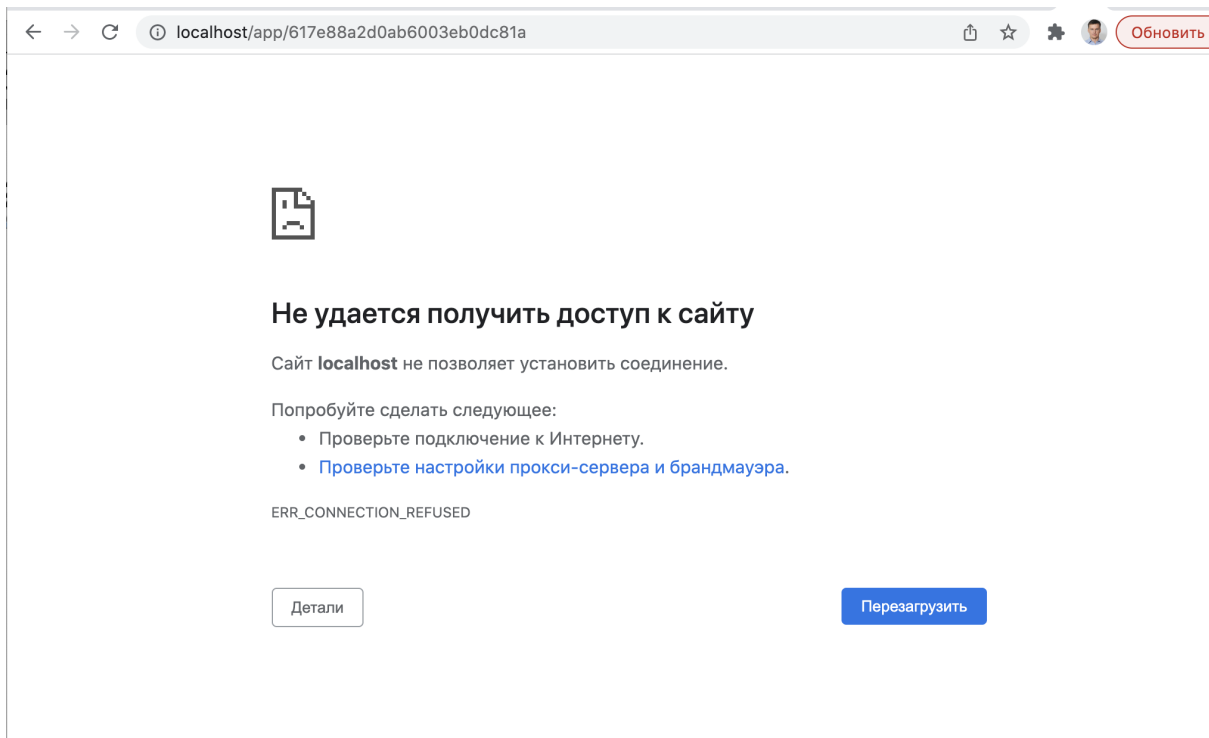 localhost/app/617e88a2d0ab6003eb0dc81a
Обновить
Не удается получить доступ к сайту
Сайт localhost не позволяет установить соединение.
Попробуйте сделать следующее:
• Проверьте подключение к Интернету.
• Проверьте настройки прокси-сервера и брандмауэра.
ERR_CONNECTION_REFUSED
Детали
Перезагрузить